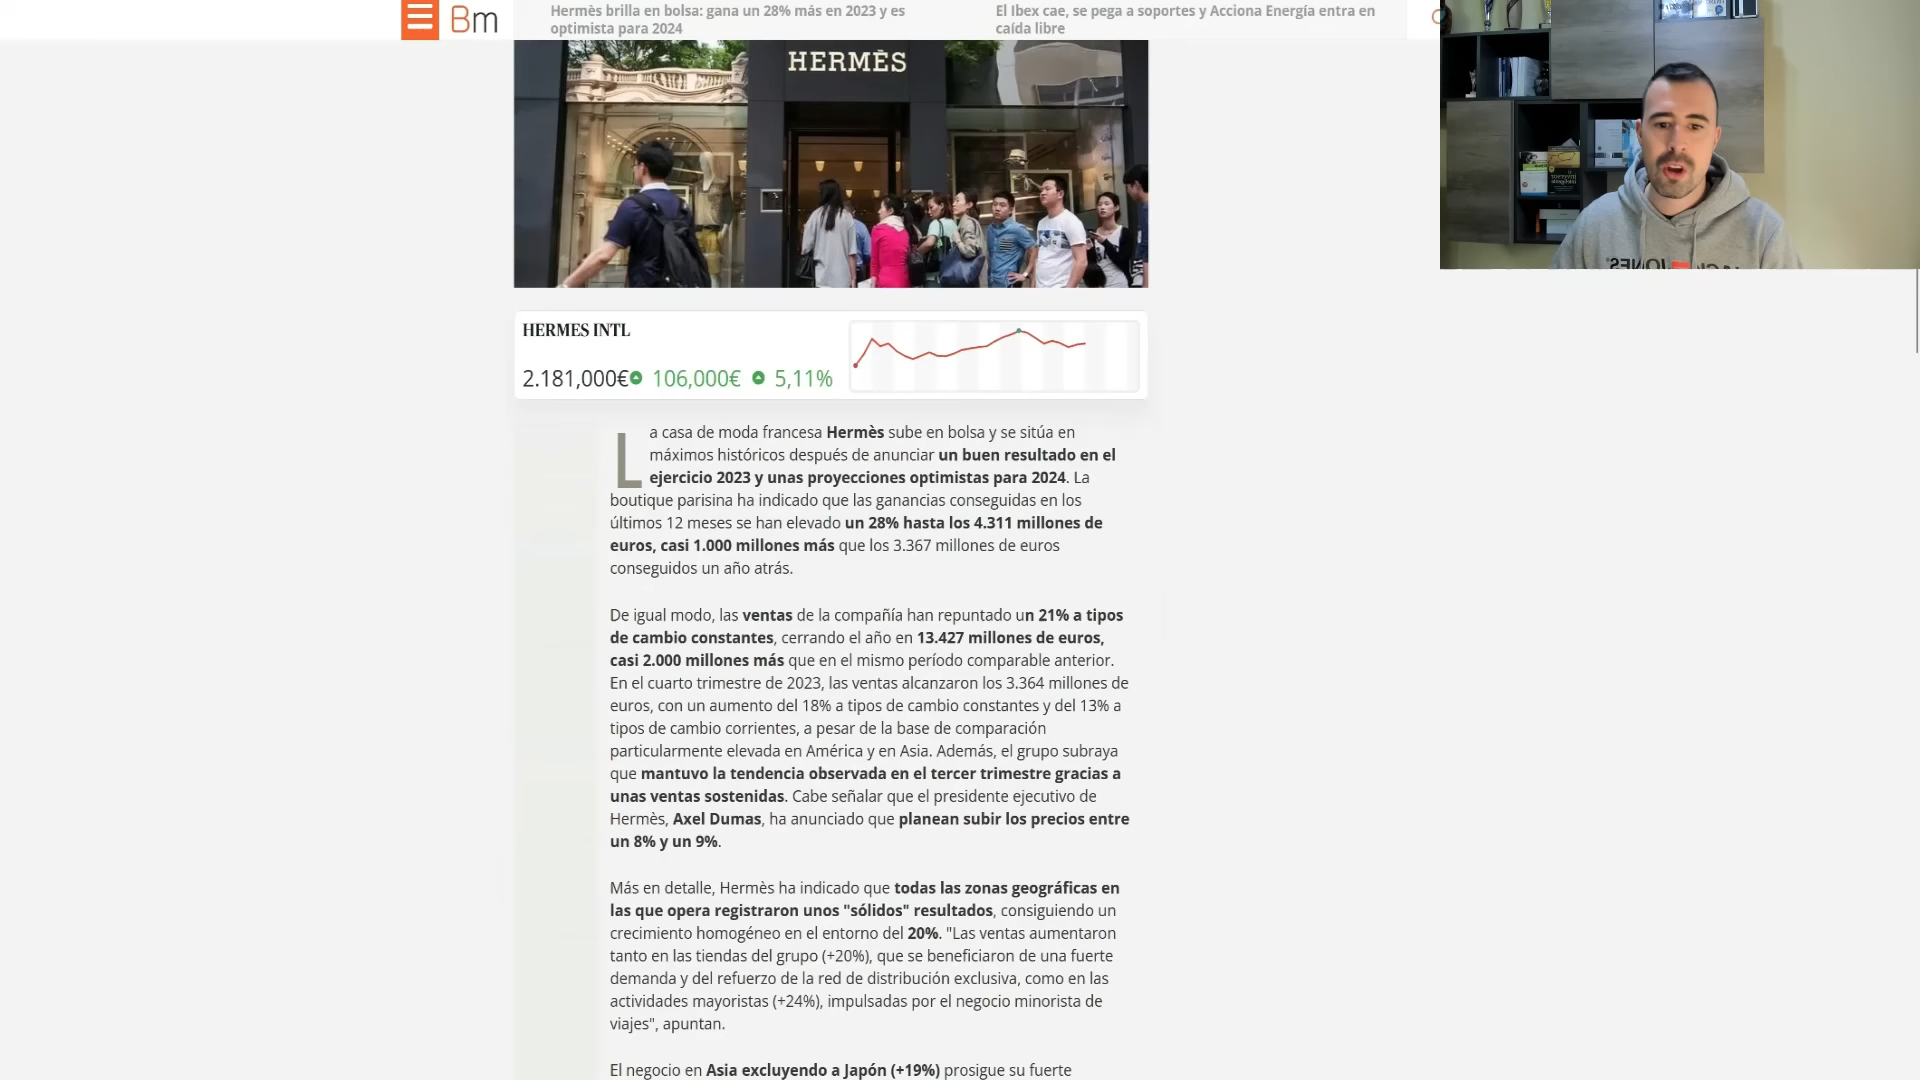 Bm
Hermès brilla en bolsa: gana un 28% más en 2023 y es
optimista para 2024
El Ibex cae, se pega a soportes y Acciona Energía entra en
caída libre
HERMÈS
HERMES INTL
2.181,000€ 106,000€ 5,11%
La casa de moda francesa Hermès sube en bolsa y se sitúa en
máximos históricos después de anunciar un buen resultado en el
ejercicio 2023 y unas proyecciones optimistas para 2024. La
boutique parisina ha indicado que las ganancias conseguidas en los
últimos 12 meses se han elevado un 28% hasta los 4.311 millones de
euros, casi 1.000 millones más que los 3.367 millones de euros
conseguidos un año atrás.
De igual modo, las ventas de la compañía han repuntado un 21% a tipos
de cambio constantes, cerrando el año en 13.427 millones de euros,
casi 2.000 millones más que en el mismo período comparable anterior.
En el cuarto trimestre de 2023, las ventas alcanzaron los 3.364 millones de
euros, con un aumento del 18% a tipos de cambio constantes y del 13% a
tipos de cambio corrientes, a pesar de la base de comparación
particularmente elevada en América y en Asia. Además, el grupo subraya
que mantuvo la tendencia observada en el tercer trimestre gracias a
unas ventas sostenidas. Cabe señalar que el presidente ejecutivo de
Hermès, Axel Dumas, ha anunciado que planean subir los precios entre
un 8% y un 9%.
Más en detalle, Hermès ha indicado que todas las zonas geográficas en
las que opera registraron unos "sólidos" resultados, consiguiendo un
crecimiento homogéneo en el entorno del 20%. "Las ventas aumentaron
tanto en las tiendas del grupo (+20%), que se beneficiaron de una fuerte
demanda y del refuerzo de la red de distribución exclusiva, como en las
actividades mayoristas (+24%), impulsadas por el negocio minorista de
viajes", apuntan.
El negocio en Asia excluyendo a Japón (+19%) prosigue su fuerte